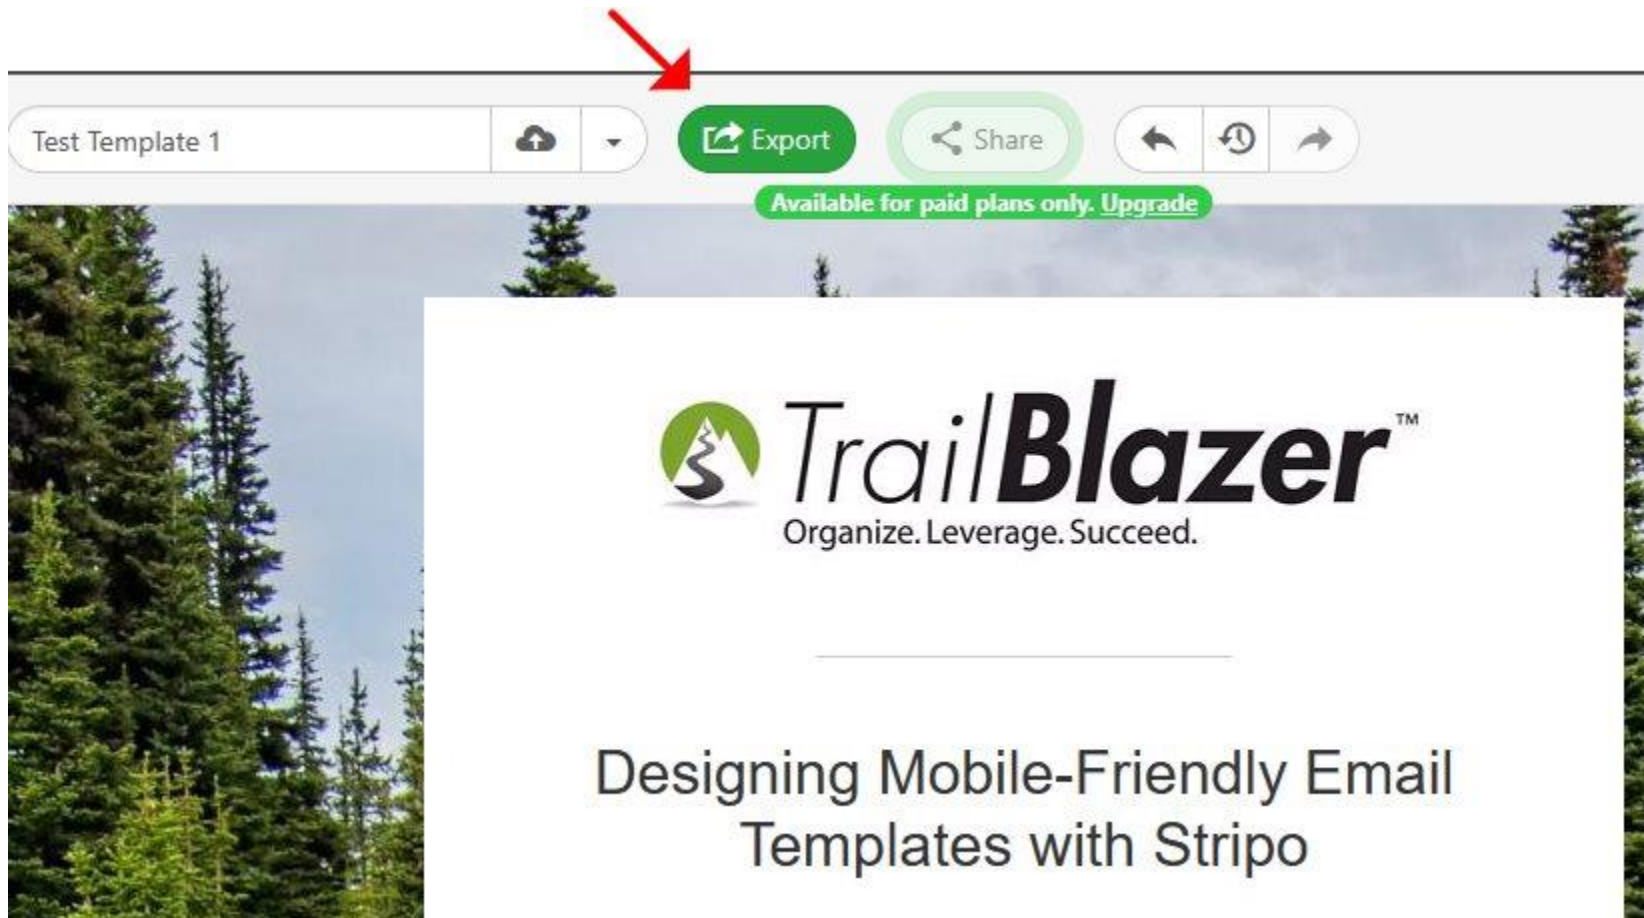 Test Template 1
Export
Share
Available for paid plans only. Upgrade
TrailBlazer™
Organize. Leverage. Succeed.
Designing Mobile-Friendly Email
Templates with Stripo